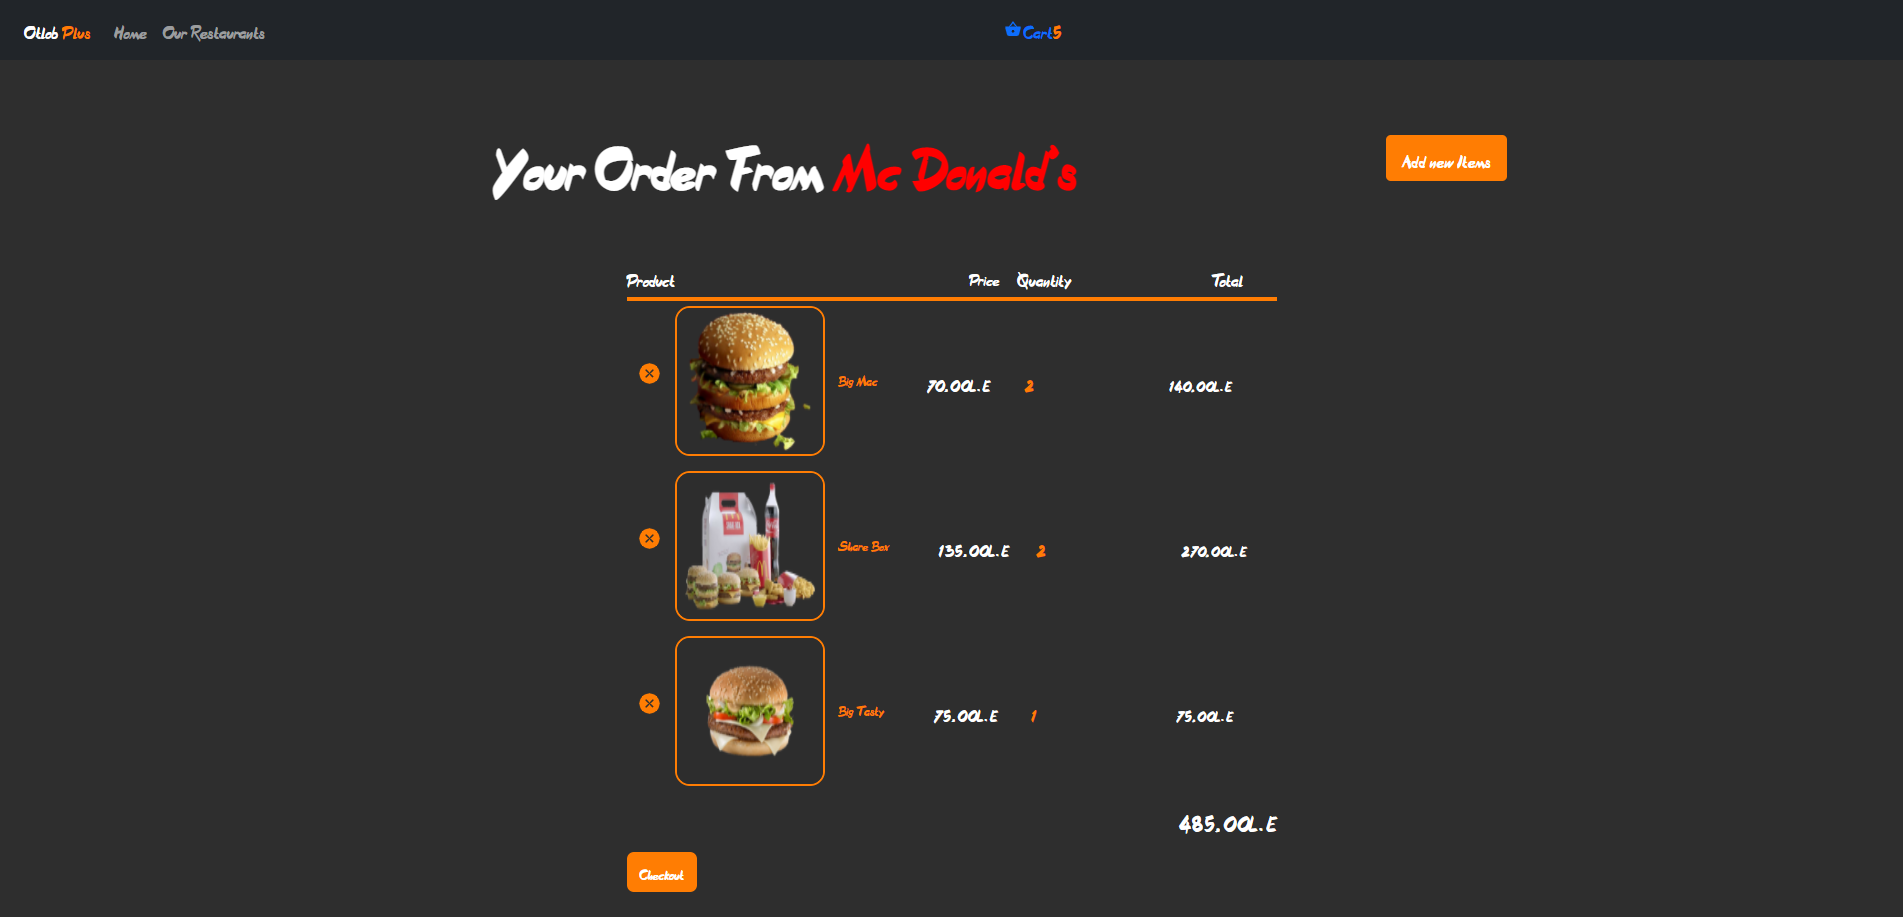 Otlob Plus Home Our Restaurants Cart5
Your Order From Mc Donald's
Add new Items
Product Price Quantity Total
Big Mac 70.00L.E 2 140.00L.E
Share Box 135.00L.E 2 270.00L.E
Big Tasty 75.00L.E 1 75.00L.E
485.00L.E
Checkout